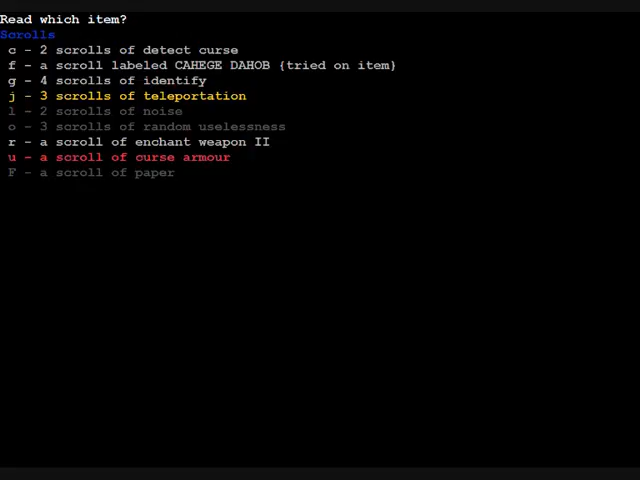 Read which item?
Scrolls
c - 2 scrolls of detect curse
f - a scroll labeled CAHEGE DAHOB {tried on item}
g - 4 scrolls of identify
j - 3 scrolls of teleportation
l - 2 scrolls of noise
o - 3 scrolls of random uselessness
r - a scroll of enchant weapon II
u - a scroll of curse armour
F - a scroll of paper